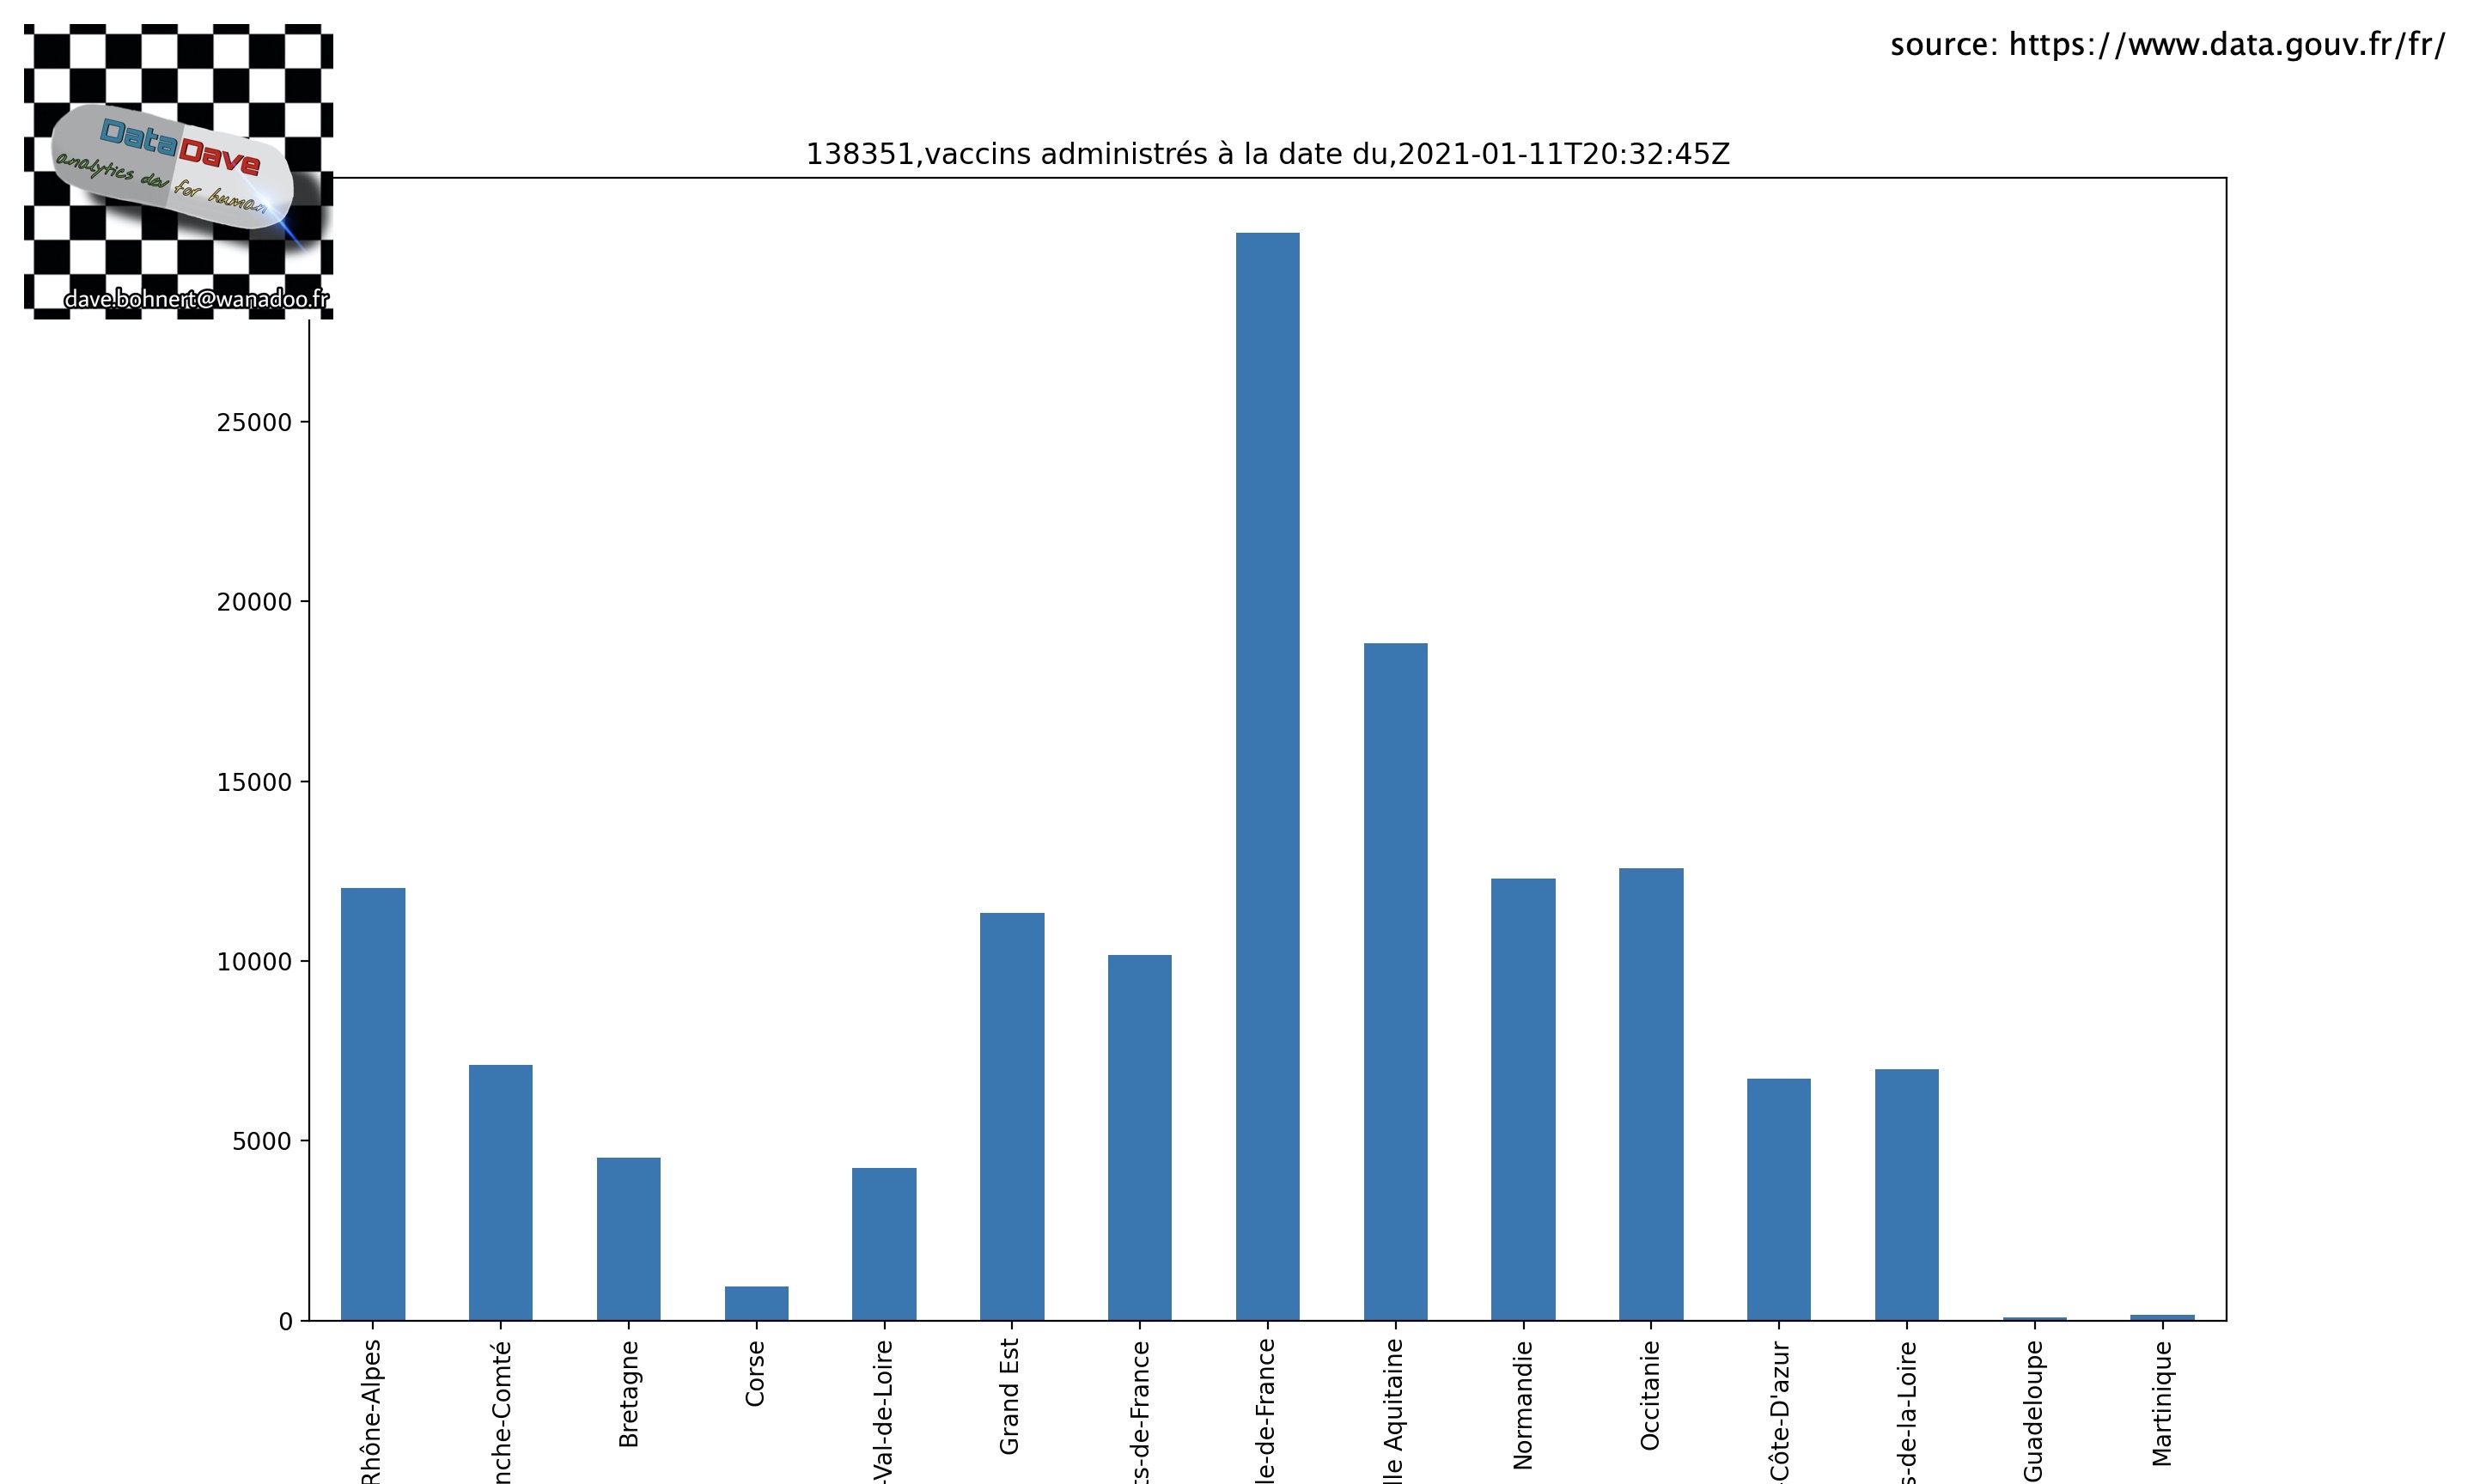 source: https://www.data.gouv.fr/fr/
DataDave
analytics dev for human
dave.bohnert@wanadoo.fr
138351,vaccins administrés à la date du,2021-01-11T20:32:45Z
25000
20000
15000
10000
5000
0
Rhône-Alpes
nche-Comté
Bretagne
Corse
-Val-de-Loire
Grand Est
ts-de-France
le-de-France
lle Aquitaine
Normandie
Occitanie
-Côte-D'azur
s-de-la-Loire
Guadeloupe
Martinique